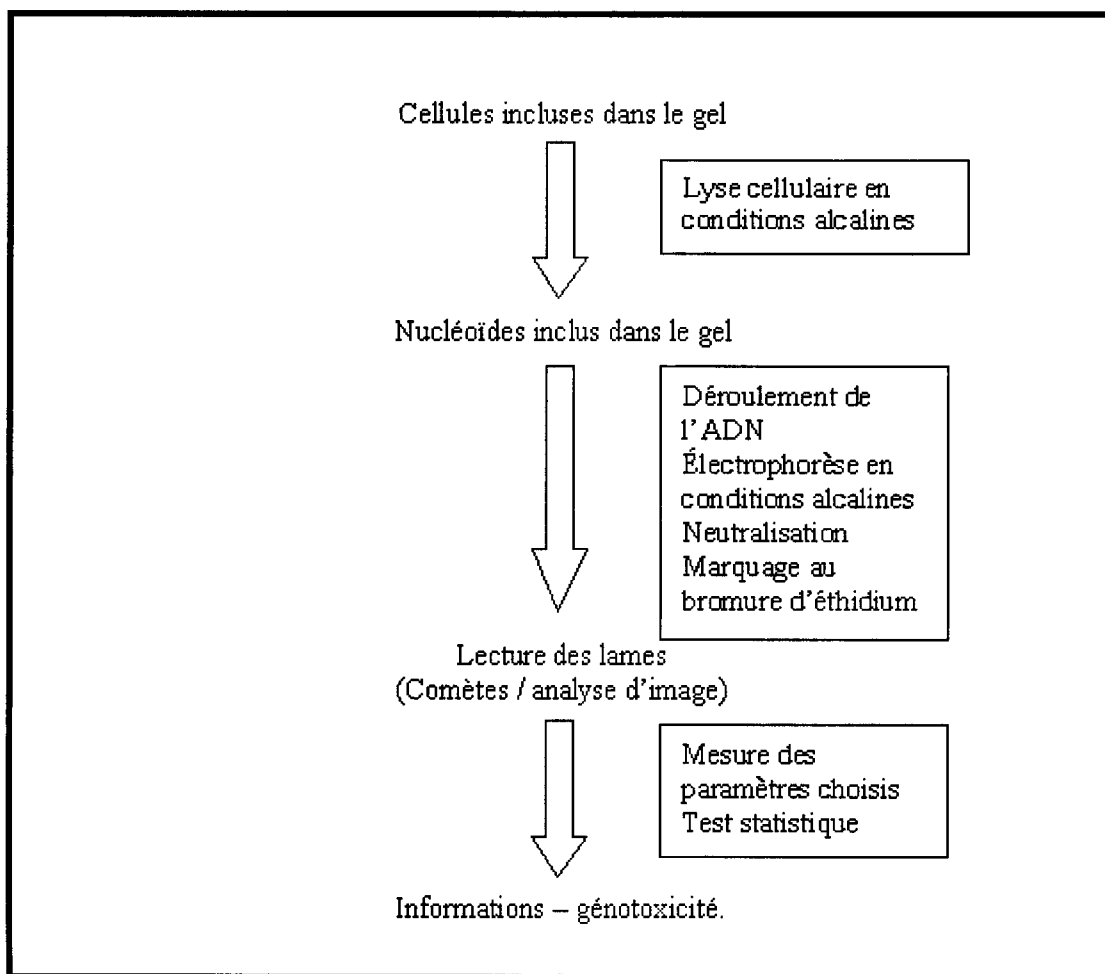 Cellules incluses dans le gel
Lyse cellulaire en
conditions alcalines
Nucléoïdes inclus dans le gel
Déroulement de
l'ADN
Électrophorèse en
conditions alcalines
Neutralisation
Marquage au
bromure d'éthidium
Lecture des lames
(Comètes / analyse d'image)
Mesure des
paramètres choisis
Test statistique
Informations – génotoxicité.